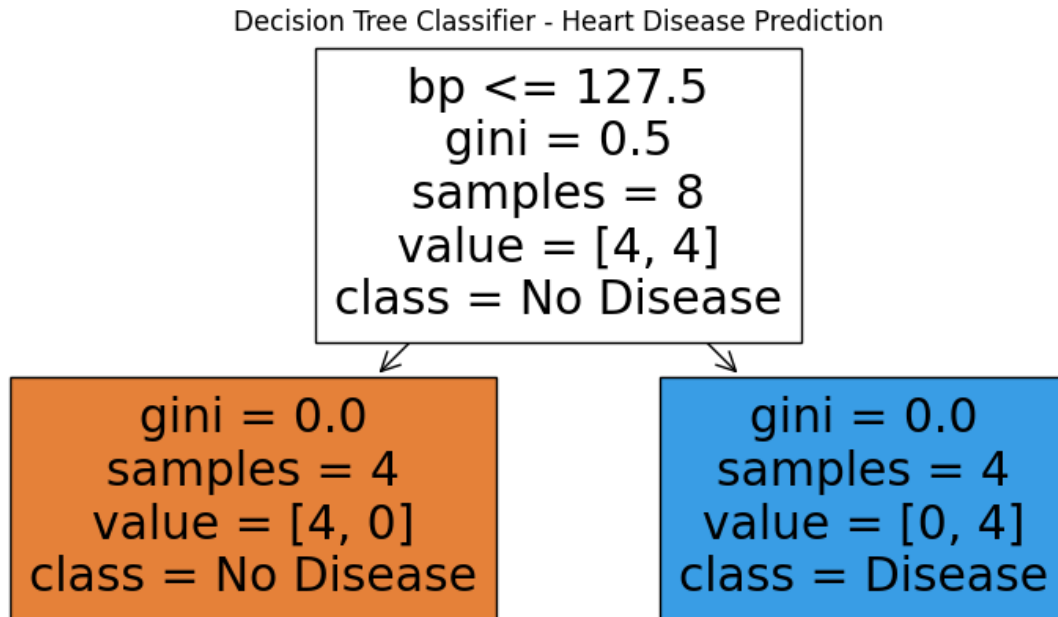 Decision Tree Classifier - Heart Disease Prediction
bp <= 127.5
gini = 0.5
samples = 8
value = [4, 4]
class = No Disease
gini = 0.0
samples = 4
value = [4, 0]
class = No Disease
gini = 0.0
samples = 4
value = [0, 4]
class = Disease